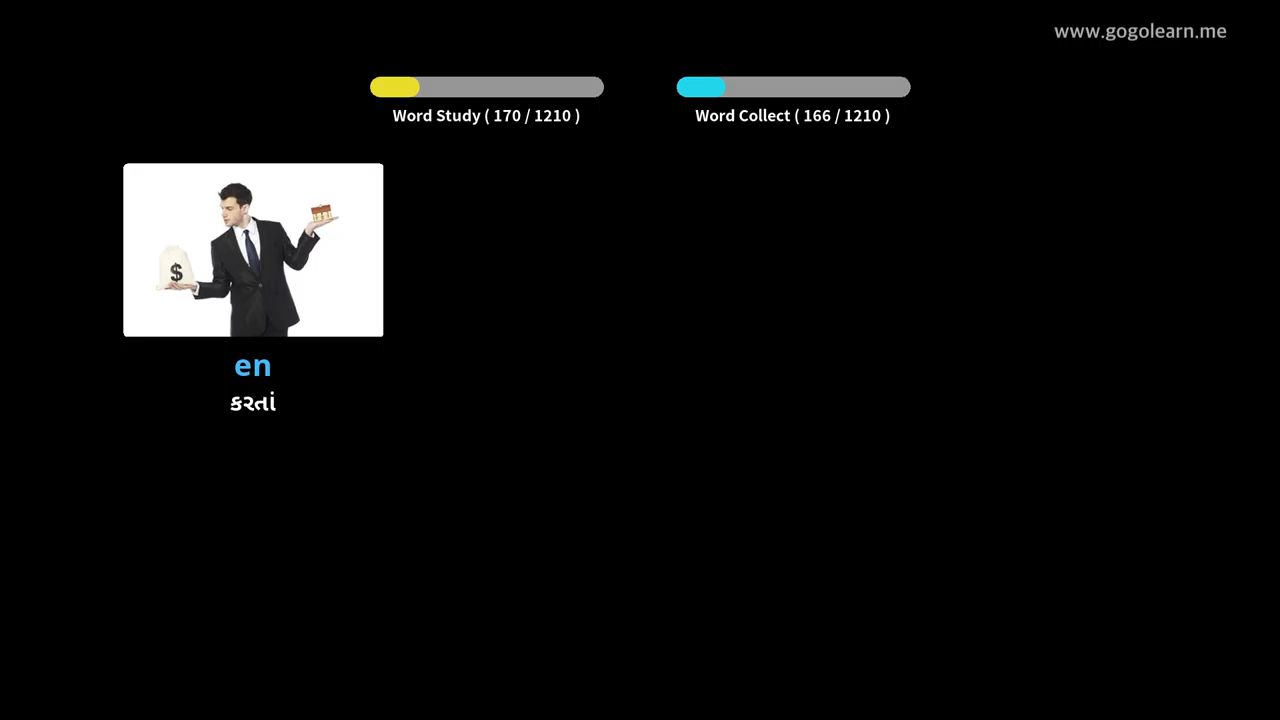 www.gogolearn.me
Word Study ( 170 / 1210 )
Word Collect ( 166 / 1210 )
$
en
કરતાં